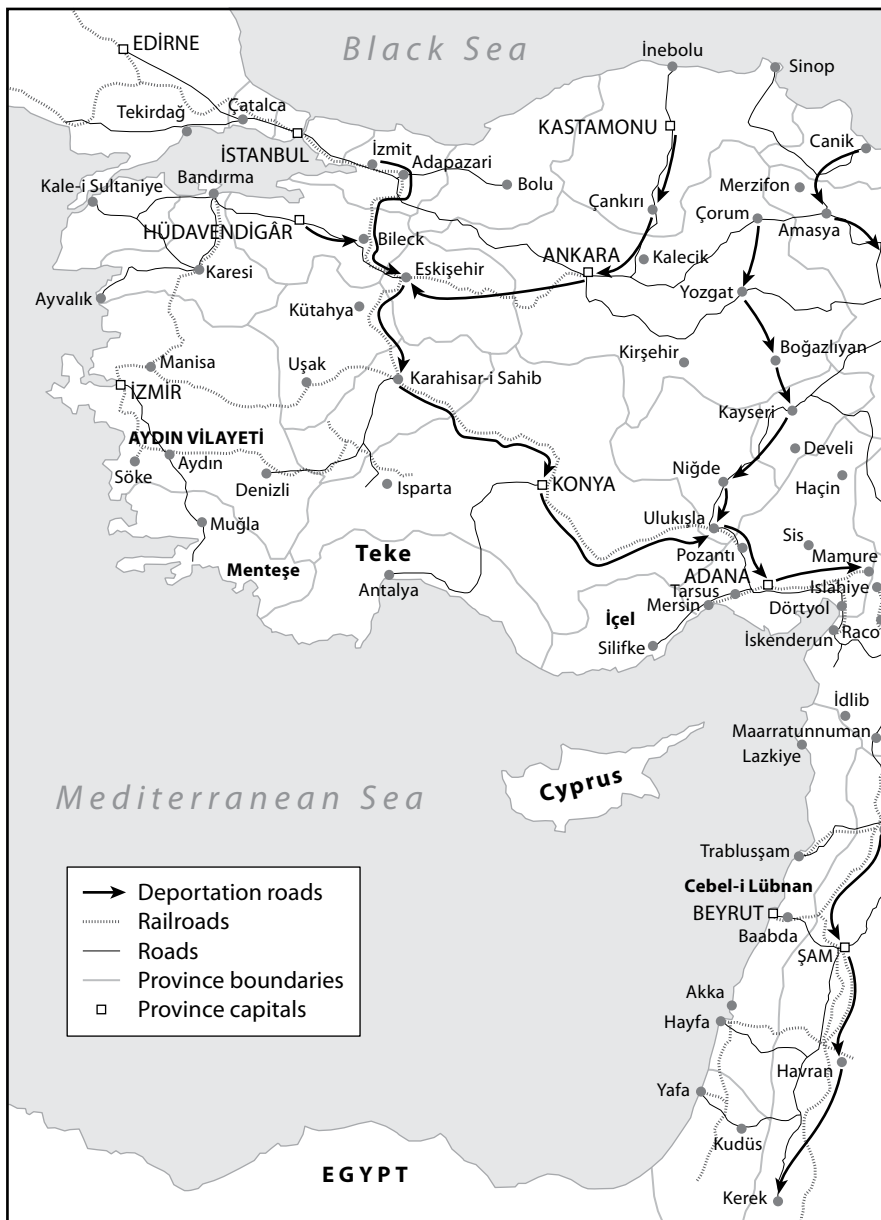 Black Sea
EDİRNE
İnebolu
Sinop
Tekirdağ
Çatalca
İSTANBUL
İzmit
Adapazari
KASTAMONU
Canik
Kale-i Sultaniye
Bandırma
Bolu
Merzifon
Çankırı
Çorum
Amasya
HÜDAVENDİGÂR
Bileck
ANKARA
Kalecik
Karesi
Eskişehir
Ayvalık
Kütahya
Yozgat
Manisa
Uşak
Kirşehir
Boğazlıyan
İZMİR
Karahisar-i Sahib
Kayseri
AYDIN VİLAYETİ
Söke
Aydın
Denizli
Isparta
KONYA
Niğde
Develi
Haçin
Muğla
Ulukışla
Sis
Menteşe
Teke
Pozantı
Mamure
Antalya
ADANA
Tarsus
Islahiye
Mersin
Dörtyol
İçel
Silifke
İskenderun
Raco
İdlib
Maarratunnuman
Lazkiye
Cyprus
Mediterranean Sea
Trablusşam
Cebel-i Lübnan
BEYRUT
Baabda
ŞAM
Deportation roads
Railroads
Roads
Province boundaries
Province capitals
Akka
Hayfa
Havran
Yafa
Kudüs
EGYPT
Kerek